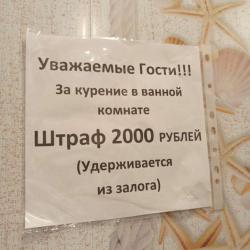 Уважаемые Гости!!!
За курение в ванной
комнате
Штраф 2000 РУБЛЕЙ
(Удерживается
из залога)